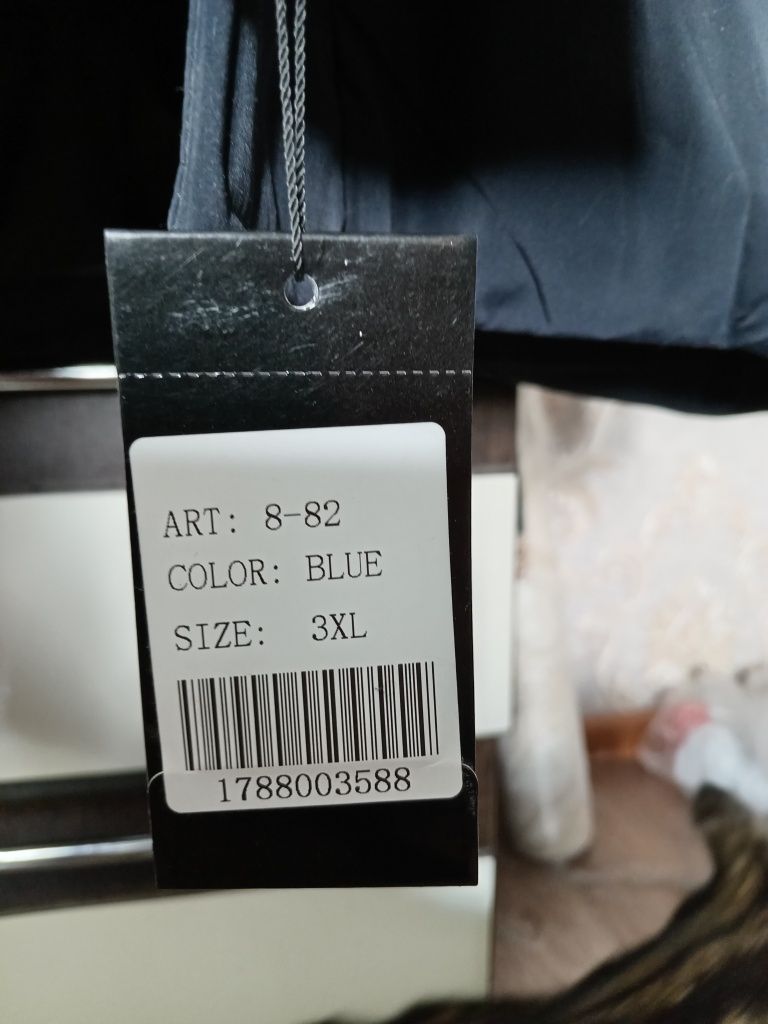 ART: 8-82
COLOR: BLUE
SIZE: 3XL
1788003588